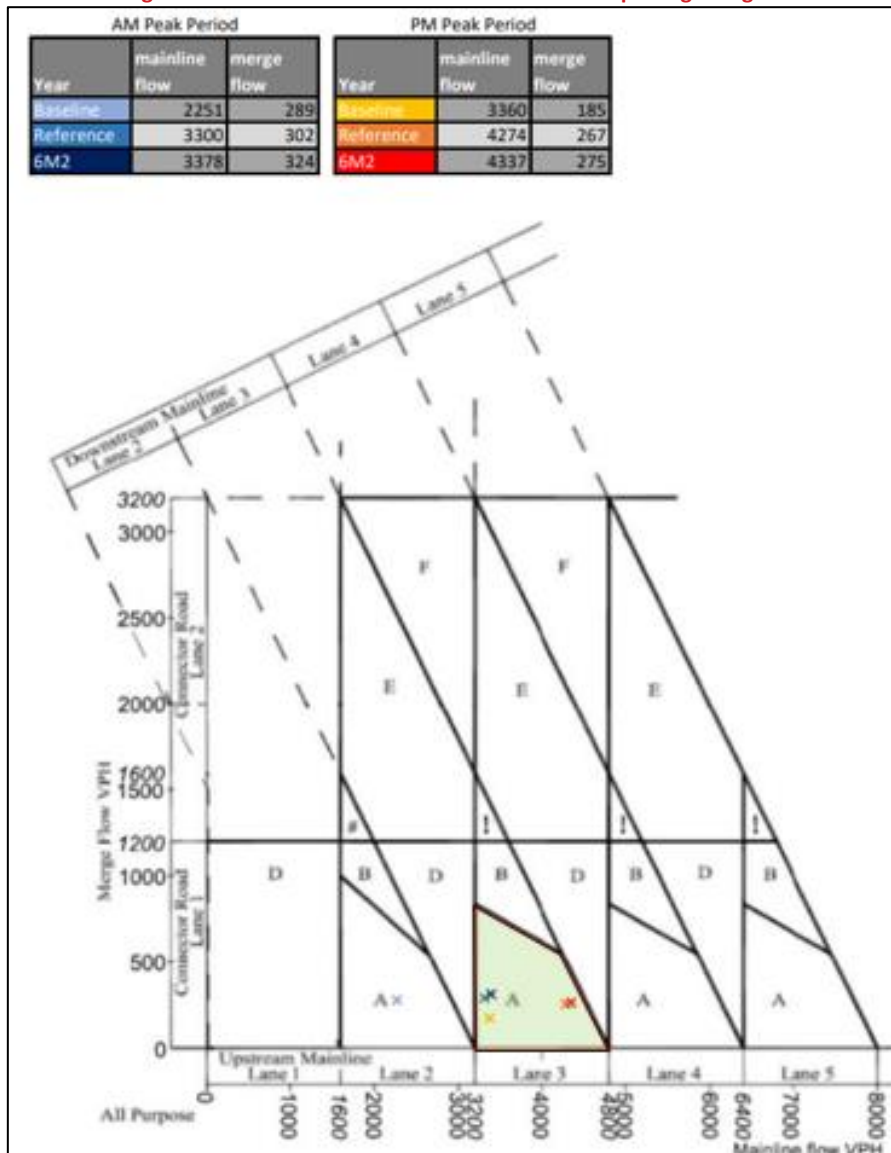 AM Peak Period
PM Peak Period
Year mainline flow merge flow
Baseline 2251 289
Reference 3300 302
6M2 3378 324
Year mainline flow merge flow
Baseline 3360 185
Reference 4274 267
6M2 4337 275
Downstream Mainline
Lane 2 Lane 3 Lane 4 Lane 5
3200
3000
2500
2000
1600
1500
1200
1000
500
0
Merge Flow VPH
Connector Road
Lane 2
Connector Road
Lane 1
F F
E E E
# ! ! !
D B D B D B D B
A A A A
Upstream Mainline
Lane 1 Lane 2 Lane 3 Lane 4 Lane 5
All Purpose
0 1000 1600 2000 3000 3200 4000 4800 5000 6000 6400 7000 8000
Mainline flow VPH